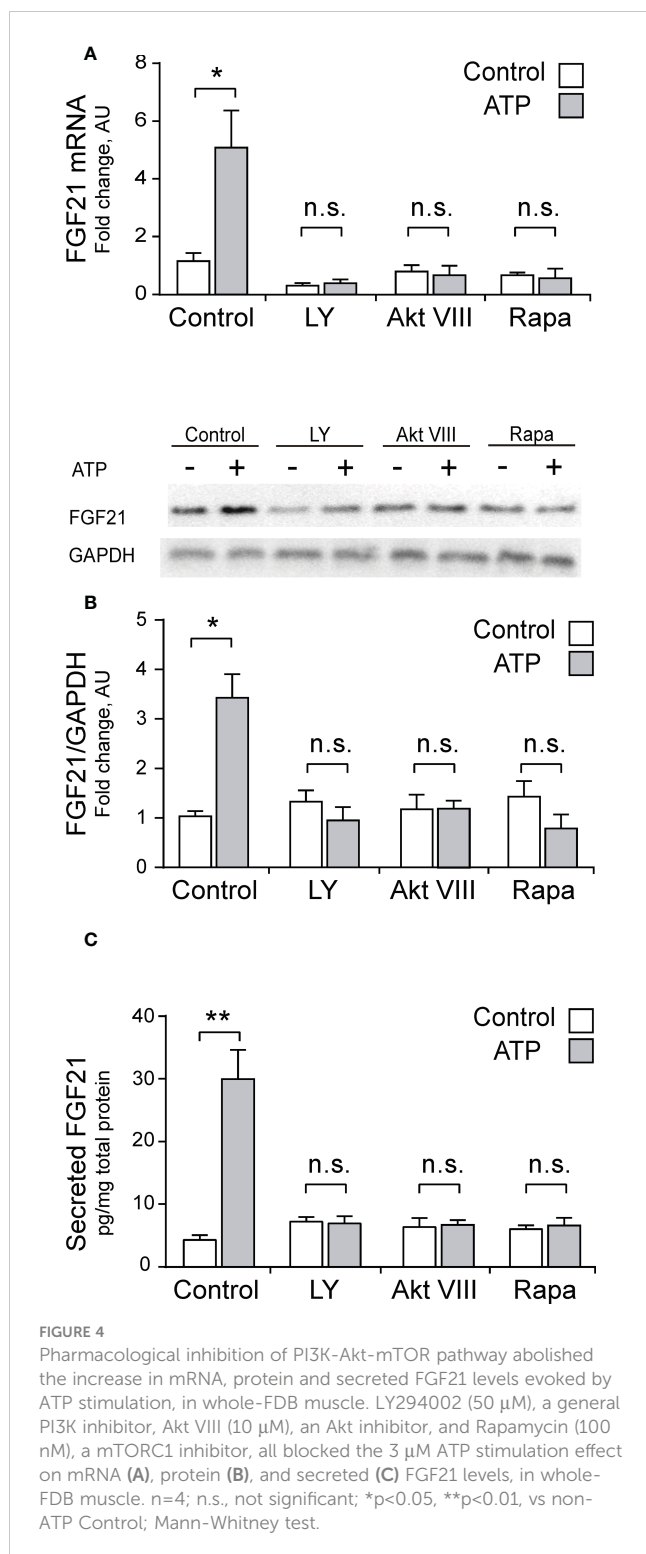 A
8
6
4
2
0
FGF21 mRNA
Fold change, AU
Control
ATP
*
n.s.
n.s.
n.s.
Control LY Akt VIII Rapa
Control LY Akt VIII Rapa
ATP - + - + - + - +
FGF21
GAPDH
B
5
4
3
2
1
0
FGF21/GAPDH
Fold change, AU
Control
ATP
*
n.s.
n.s.
n.s.
Control LY Akt VIII Rapa
C
40
30
20
10
0
Secreted FGF21
pg/mg total protein
Control
ATP
**
n.s.
n.s.
n.s.
Control LY Akt VIII Rapa
FIGURE 4
Pharmacological inhibition of PI3K-Akt-mTOR pathway abolished
the increase in mRNA, protein and secreted FGF21 levels evoked by
ATP stimulation, in whole-FDB muscle. LY294002 (50 μM), a general
PI3K inhibitor, Akt VIII (10 μM), an Akt inhibitor, and Rapamycin (100
nM), a mTORC1 inhibitor, all blocked the 3 μM ATP stimulation effect
on mRNA (A), protein (B), and secreted (C) FGF21 levels, in whole-
FDB muscle. n=4; n.s., not significant; *p<0.05, **p<0.01, vs non-
ATP Control; Mann-Whitney test.